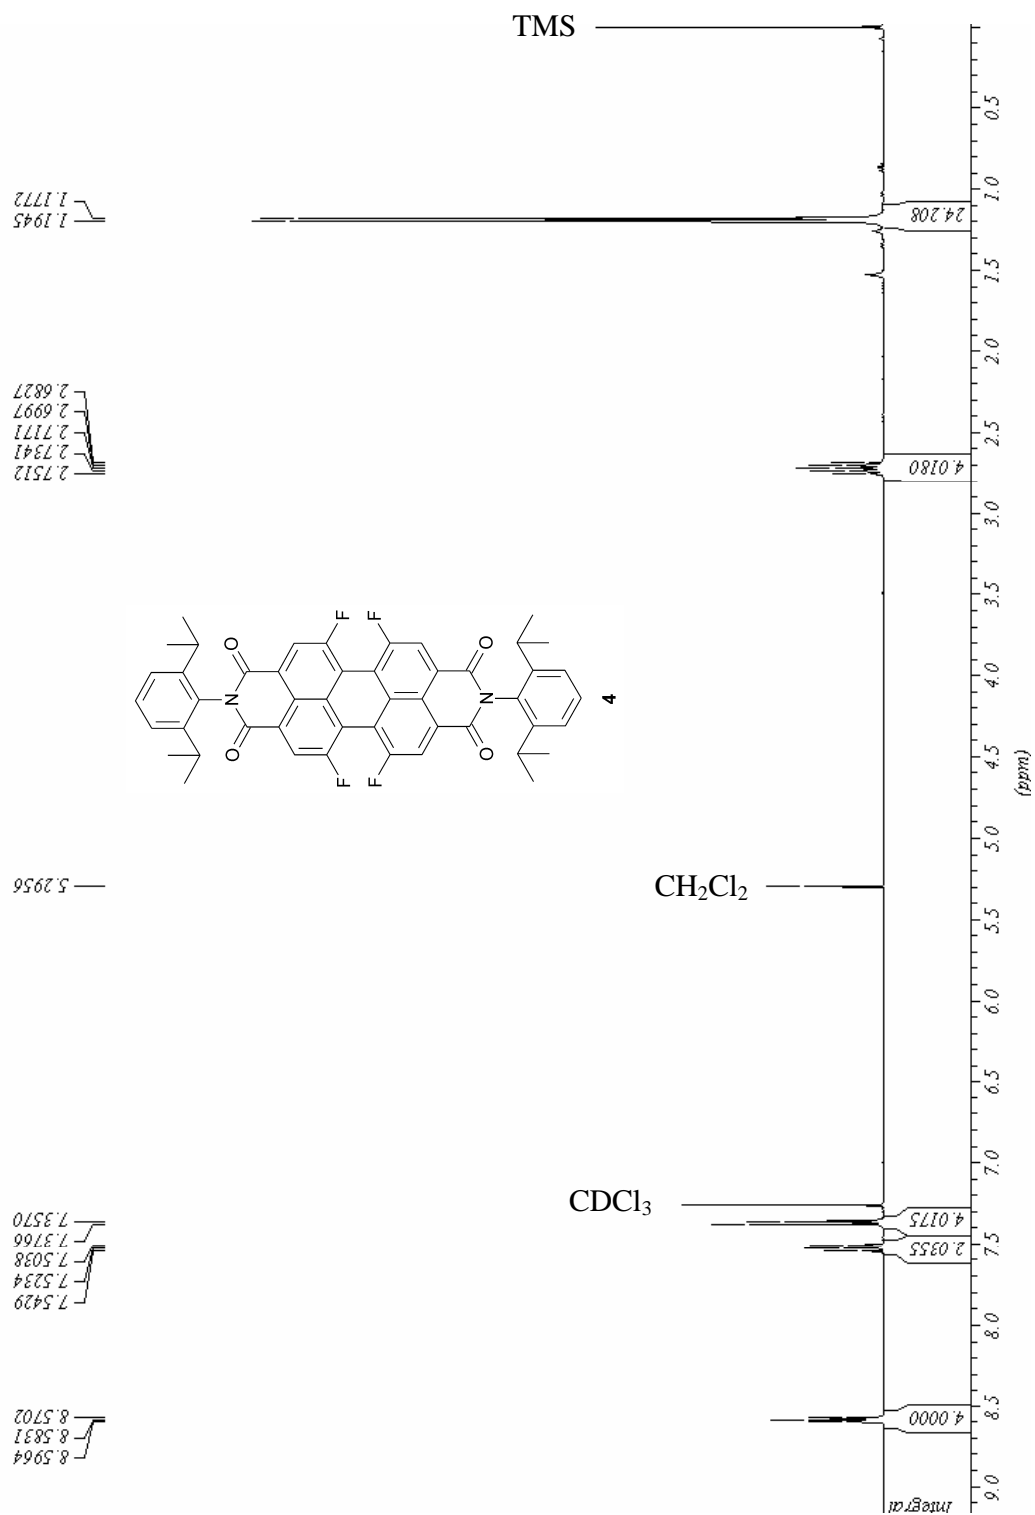 TMS
1.1772
1.1945
24.208
2.6827
2.6997
2.7171
2.7341
2.7512
4.0180
F
F
F
F
O
O
O
O
N
N
4
5.2956
CH₂Cl₂
CDCl₃
7.3570
7.3766
7.5038
7.5234
7.5429
4.0175
2.0355
8.5702
8.5831
8.5964
4.0000
Integral
0.5
1.0
1.5
2.0
2.5
3.0
3.5
4.0
4.5
(ppm)
5.0
5.5
6.0
6.5
7.0
7.5
8.0
8.5
9.0